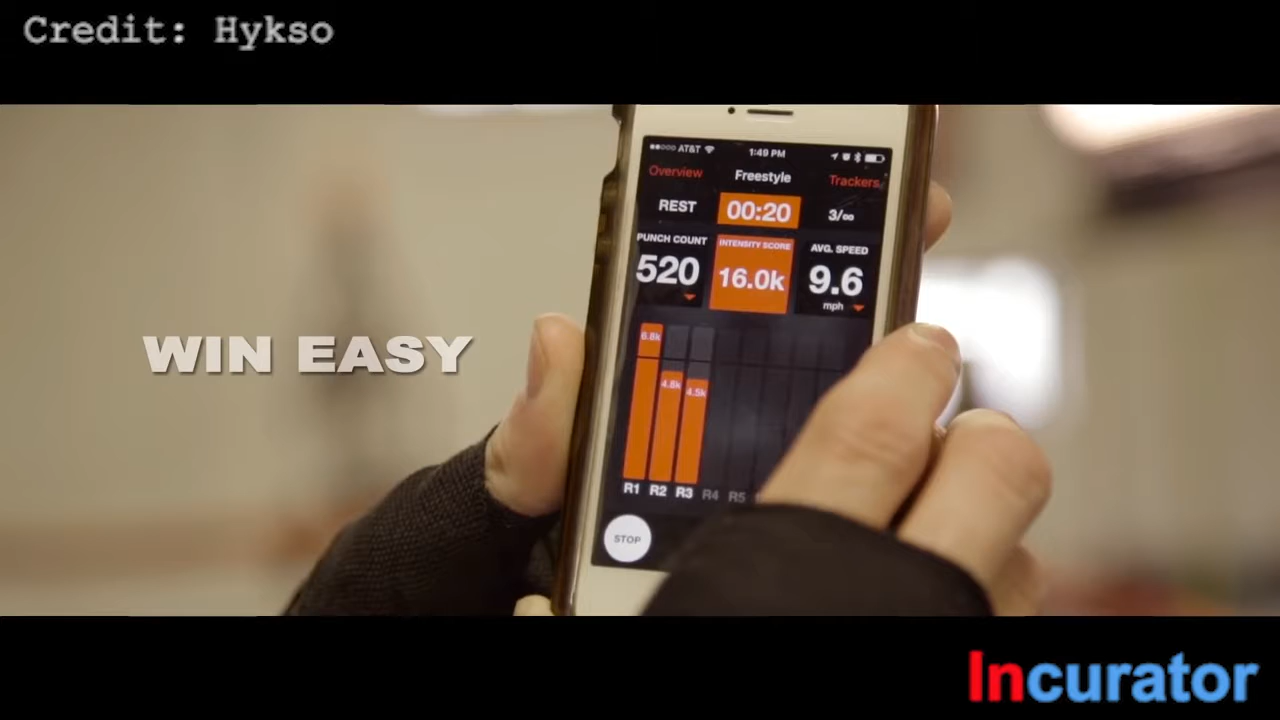 Credit: Hykso
AT&T 1:49 PM
Overview Freestyle Trackers
REST 00:20 3/∞
PUNCH COUNT INTENSITY SCORE AVG. SPEED
520 16.0k 9.6
mph
6.8k
4.8k 4.5k
WIN EASY
R1 R2 R3 R4 R5
STOP
Incurator